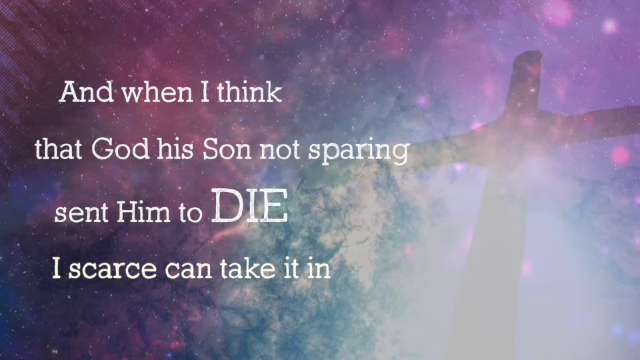 And when I think
that God his Son not sparing
sent Him to DIE
I scarce can take it in